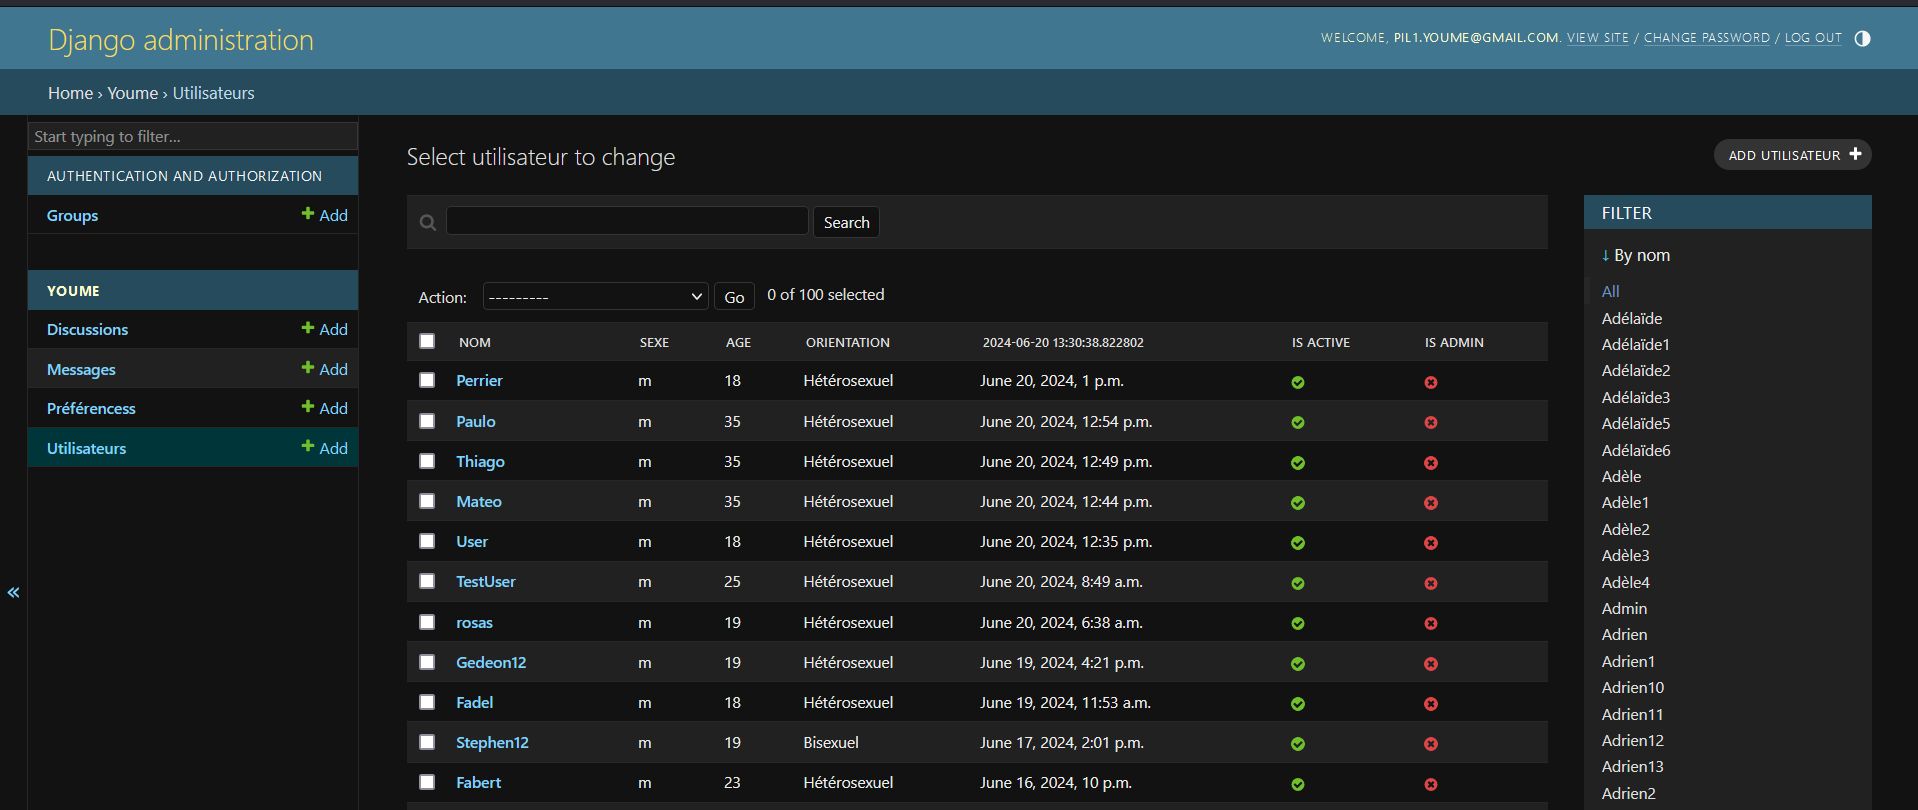 Django administration
WELCOME, PIL1.YOUME@GMAIL.COM. VIEW SITE / CHANGE PASSWORD / LOG OUT
Home › Youme › Utilisateurs
Start typing to filter...
AUTHENTICATION AND AUTHORIZATION
Groups Add
YOUME
Discussions Add
Messages Add
Préférencess Add
Utilisateurs Add
«
Select utilisateur to change
ADD UTILISATEUR
Search
Action: --------- Go 0 of 100 selected
NOM SEXE AGE ORIENTATION 2024-06-20 13:30:38.822802 IS ACTIVE IS ADMIN
Perrier m 18 Hétérosexuel June 20, 2024, 1 p.m.
Paulo m 35 Hétérosexuel June 20, 2024, 12:54 p.m.
Thiago m 35 Hétérosexuel June 20, 2024, 12:49 p.m.
Mateo m 35 Hétérosexuel June 20, 2024, 12:44 p.m.
User m 18 Hétérosexuel June 20, 2024, 12:35 p.m.
TestUser m 25 Hétérosexuel June 20, 2024, 8:49 a.m.
rosas m 19 Hétérosexuel June 20, 2024, 6:38 a.m.
Gedeon12 m 19 Hétérosexuel June 19, 2024, 4:21 p.m.
Fadel m 18 Hétérosexuel June 19, 2024, 11:53 a.m.
Stephen12 m 19 Bisexuel June 17, 2024, 2:01 p.m.
Fabert m 23 Hétérosexuel June 16, 2024, 10 p.m.
FILTER
↓ By nom
All
Adélaïde
Adélaïde1
Adélaïde2
Adélaïde3
Adélaïde5
Adélaïde6
Adèle
Adèle1
Adèle2
Adèle3
Adèle4
Admin
Adrien
Adrien1
Adrien10
Adrien11
Adrien12
Adrien13
Adrien2